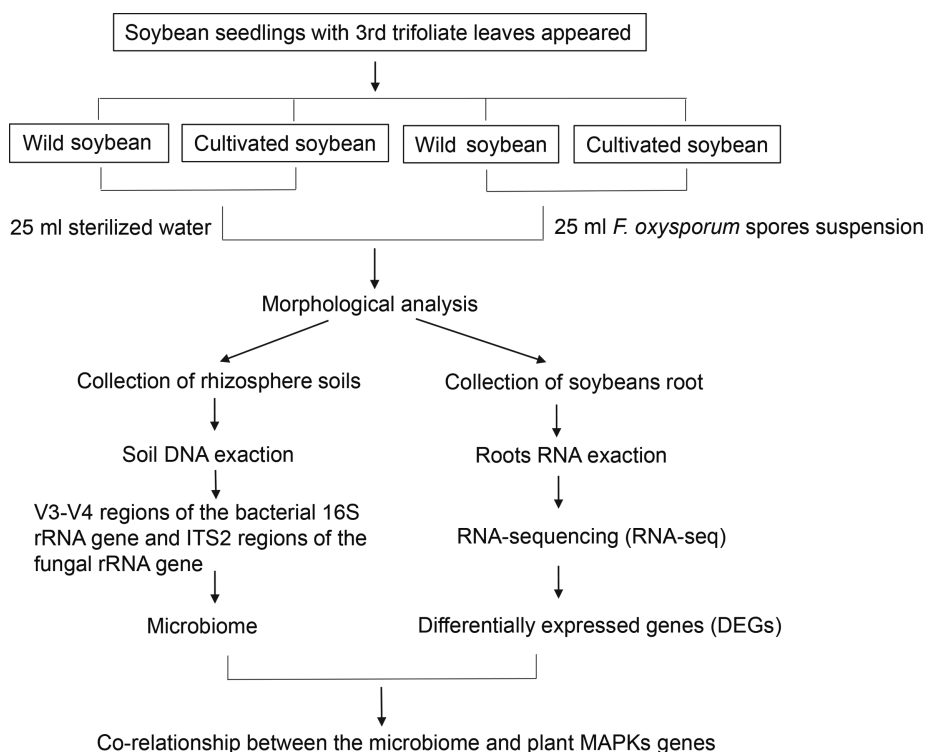 Soybean seedlings with 3rd trifoliate leaves appeared
Wild soybean
Cultivated soybean
Wild soybean
Cultivated soybean
25 ml sterilized water
25 ml F. oxysporum spores suspension
Morphological analysis
Collection of rhizosphere soils
Collection of soybeans root
Soil DNA exaction
Roots RNA exaction
V3-V4 regions of the bacterial 16S
rRNA gene and ITS2 regions of the
fungal rRNA gene
RNA-sequencing (RNA-seq)
Microbiome
Differentially expressed genes (DEGs)
Co-relationship between the microbiome and plant MAPKs genes